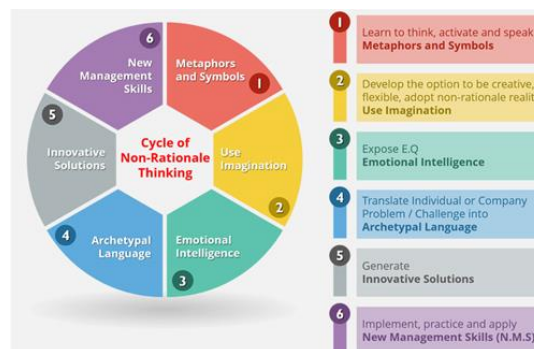 6
New
Management
Skills
Metaphors
and Symbols
1
5
Innovative
Solutions
Cycle of
Non-Rationale
Thinking
Use
Imagination
2
4
Archetypal
Language
Emotional
Intelligence
3
1
Learn to think, activate and speak
Metaphors and Symbols
2
Develop the option to be creative,
flexible, adopt non-rationale realit
Use Imagination
3
Expose E.Q
Emotional Intelligence
4
Translate Individual or Company
Problem / Challenge into
Archetypal Language
5
Generate
Innovative Solutions
6
Implement, practice and apply
New Management Skills (N.M.S)